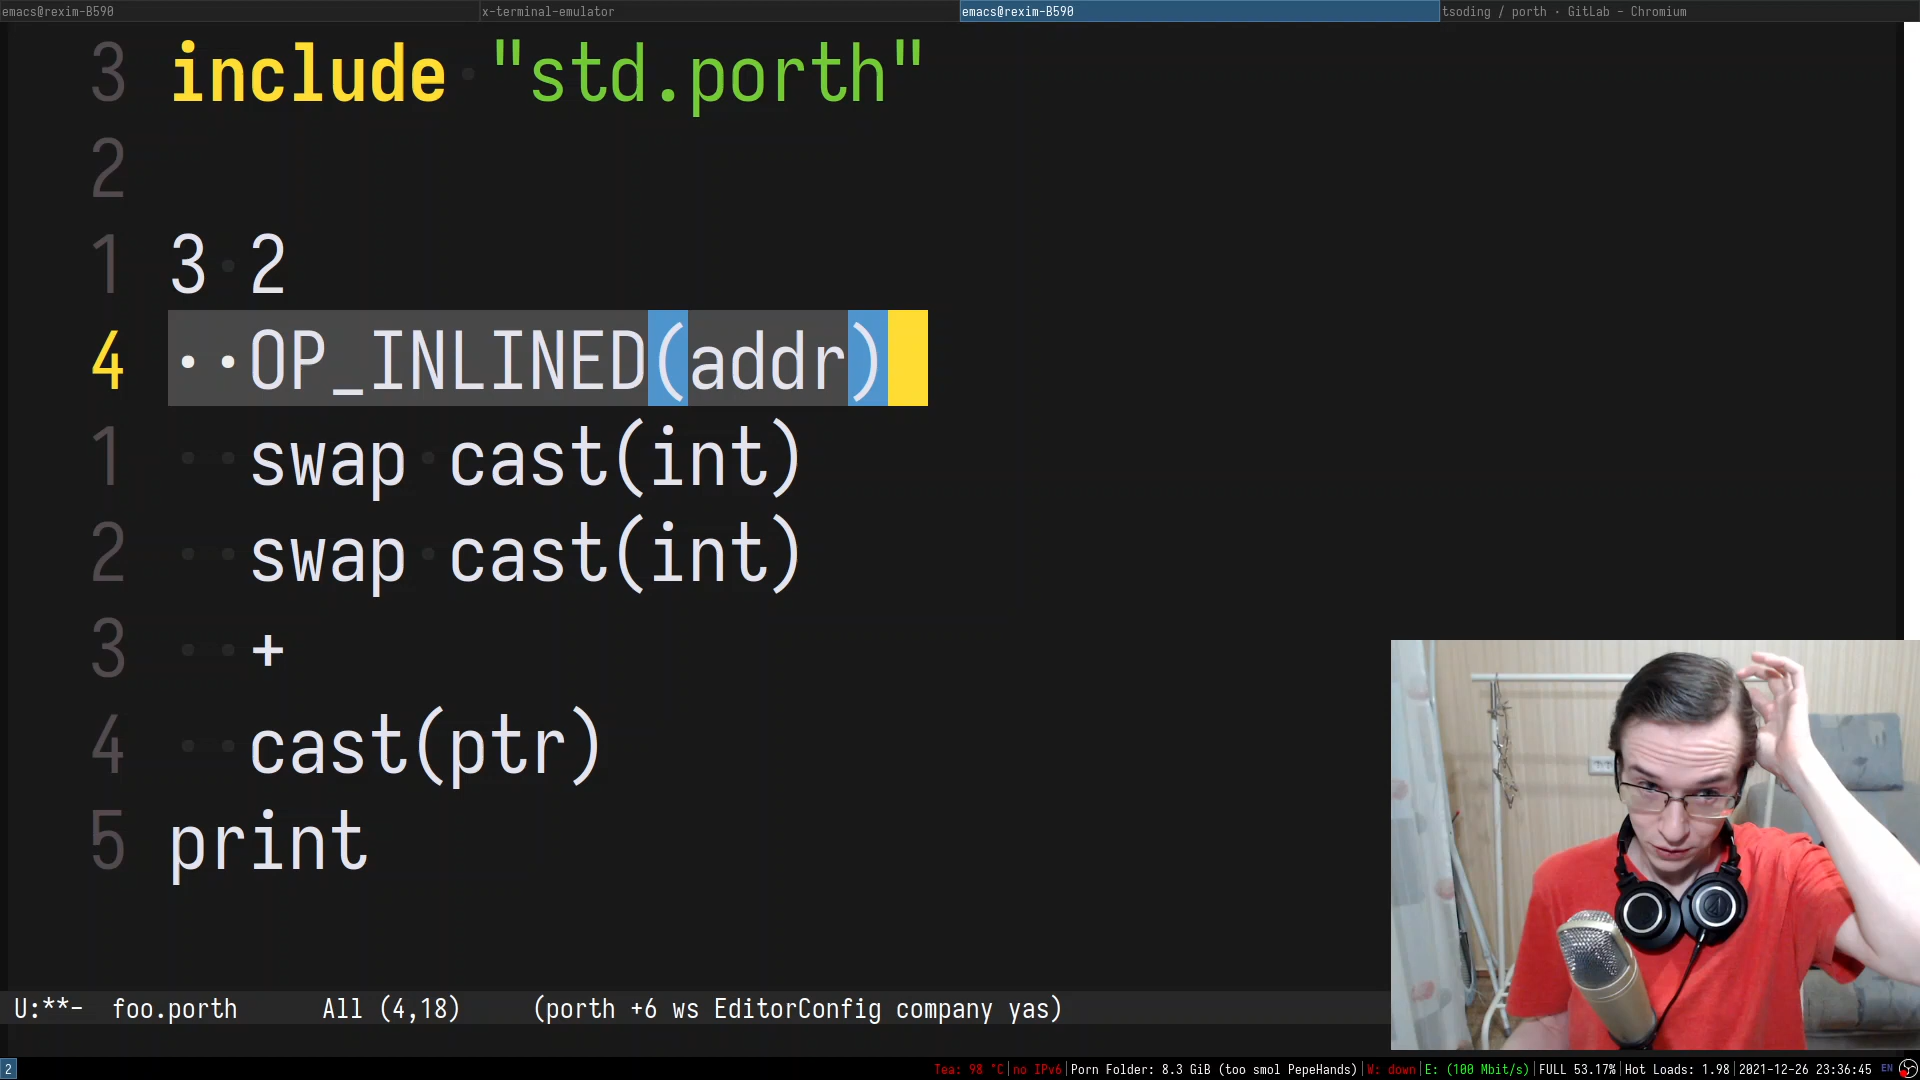 emacs@rexim-B590 x-terminal-emulator emacs@rexim-B590 tsoding / porth · GitLab - Chromium
3 include "std.porth"
2
1 3 2
4 OP_INLINED(addr)
1 swap cast(int)
2 swap cast(int)
3 +
4 cast(ptr)
5 print
U:**- foo.porth All (4,18) (porth +6 ws EditorConfig company yas)
2 Tea: 98 °C|no IPv6|Porn Folder: 8.3 GiB (too smol PepeHands)|W: down|E: (100 Mbit/s)|FULL 53.17%|Hot Loads: 1.98|2021-12-26 23:36:45 EN